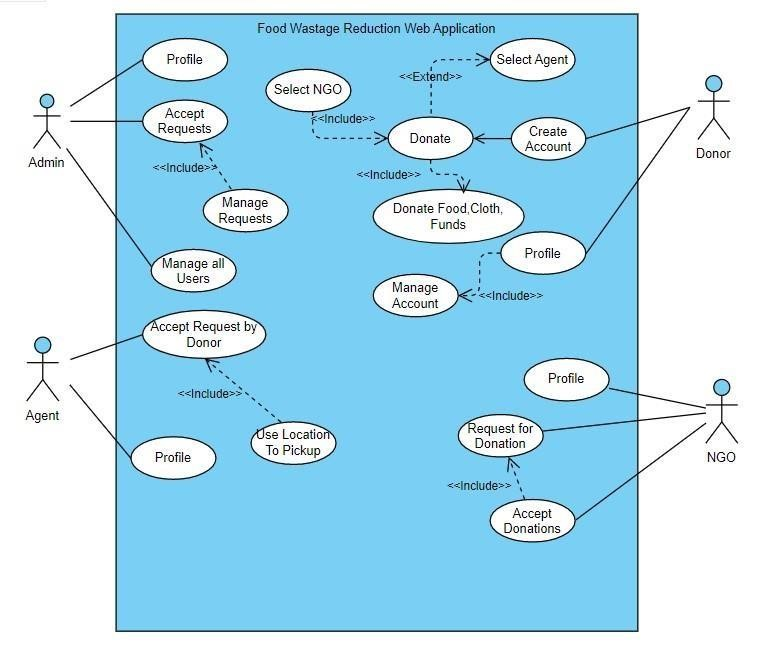 Food Wastage Reduction Web Application
Profile
Select NGO
<<Extend>>
Select Agent
Admin
Accept
Requests
<<Include>>
Donate
Create
Account
Donor
<<Include>>
<<Include>>
Manage
Requests
Donate Food,Cloth,
Funds
Profile
Manage all
Users
Manage
Account
<<Include>>
Accept Request by
Donor
Agent
<<Include>>
Profile
NGO
Use Location
To Pickup
Request for
Donation
Profile
<<Include>>
Accept
Donations